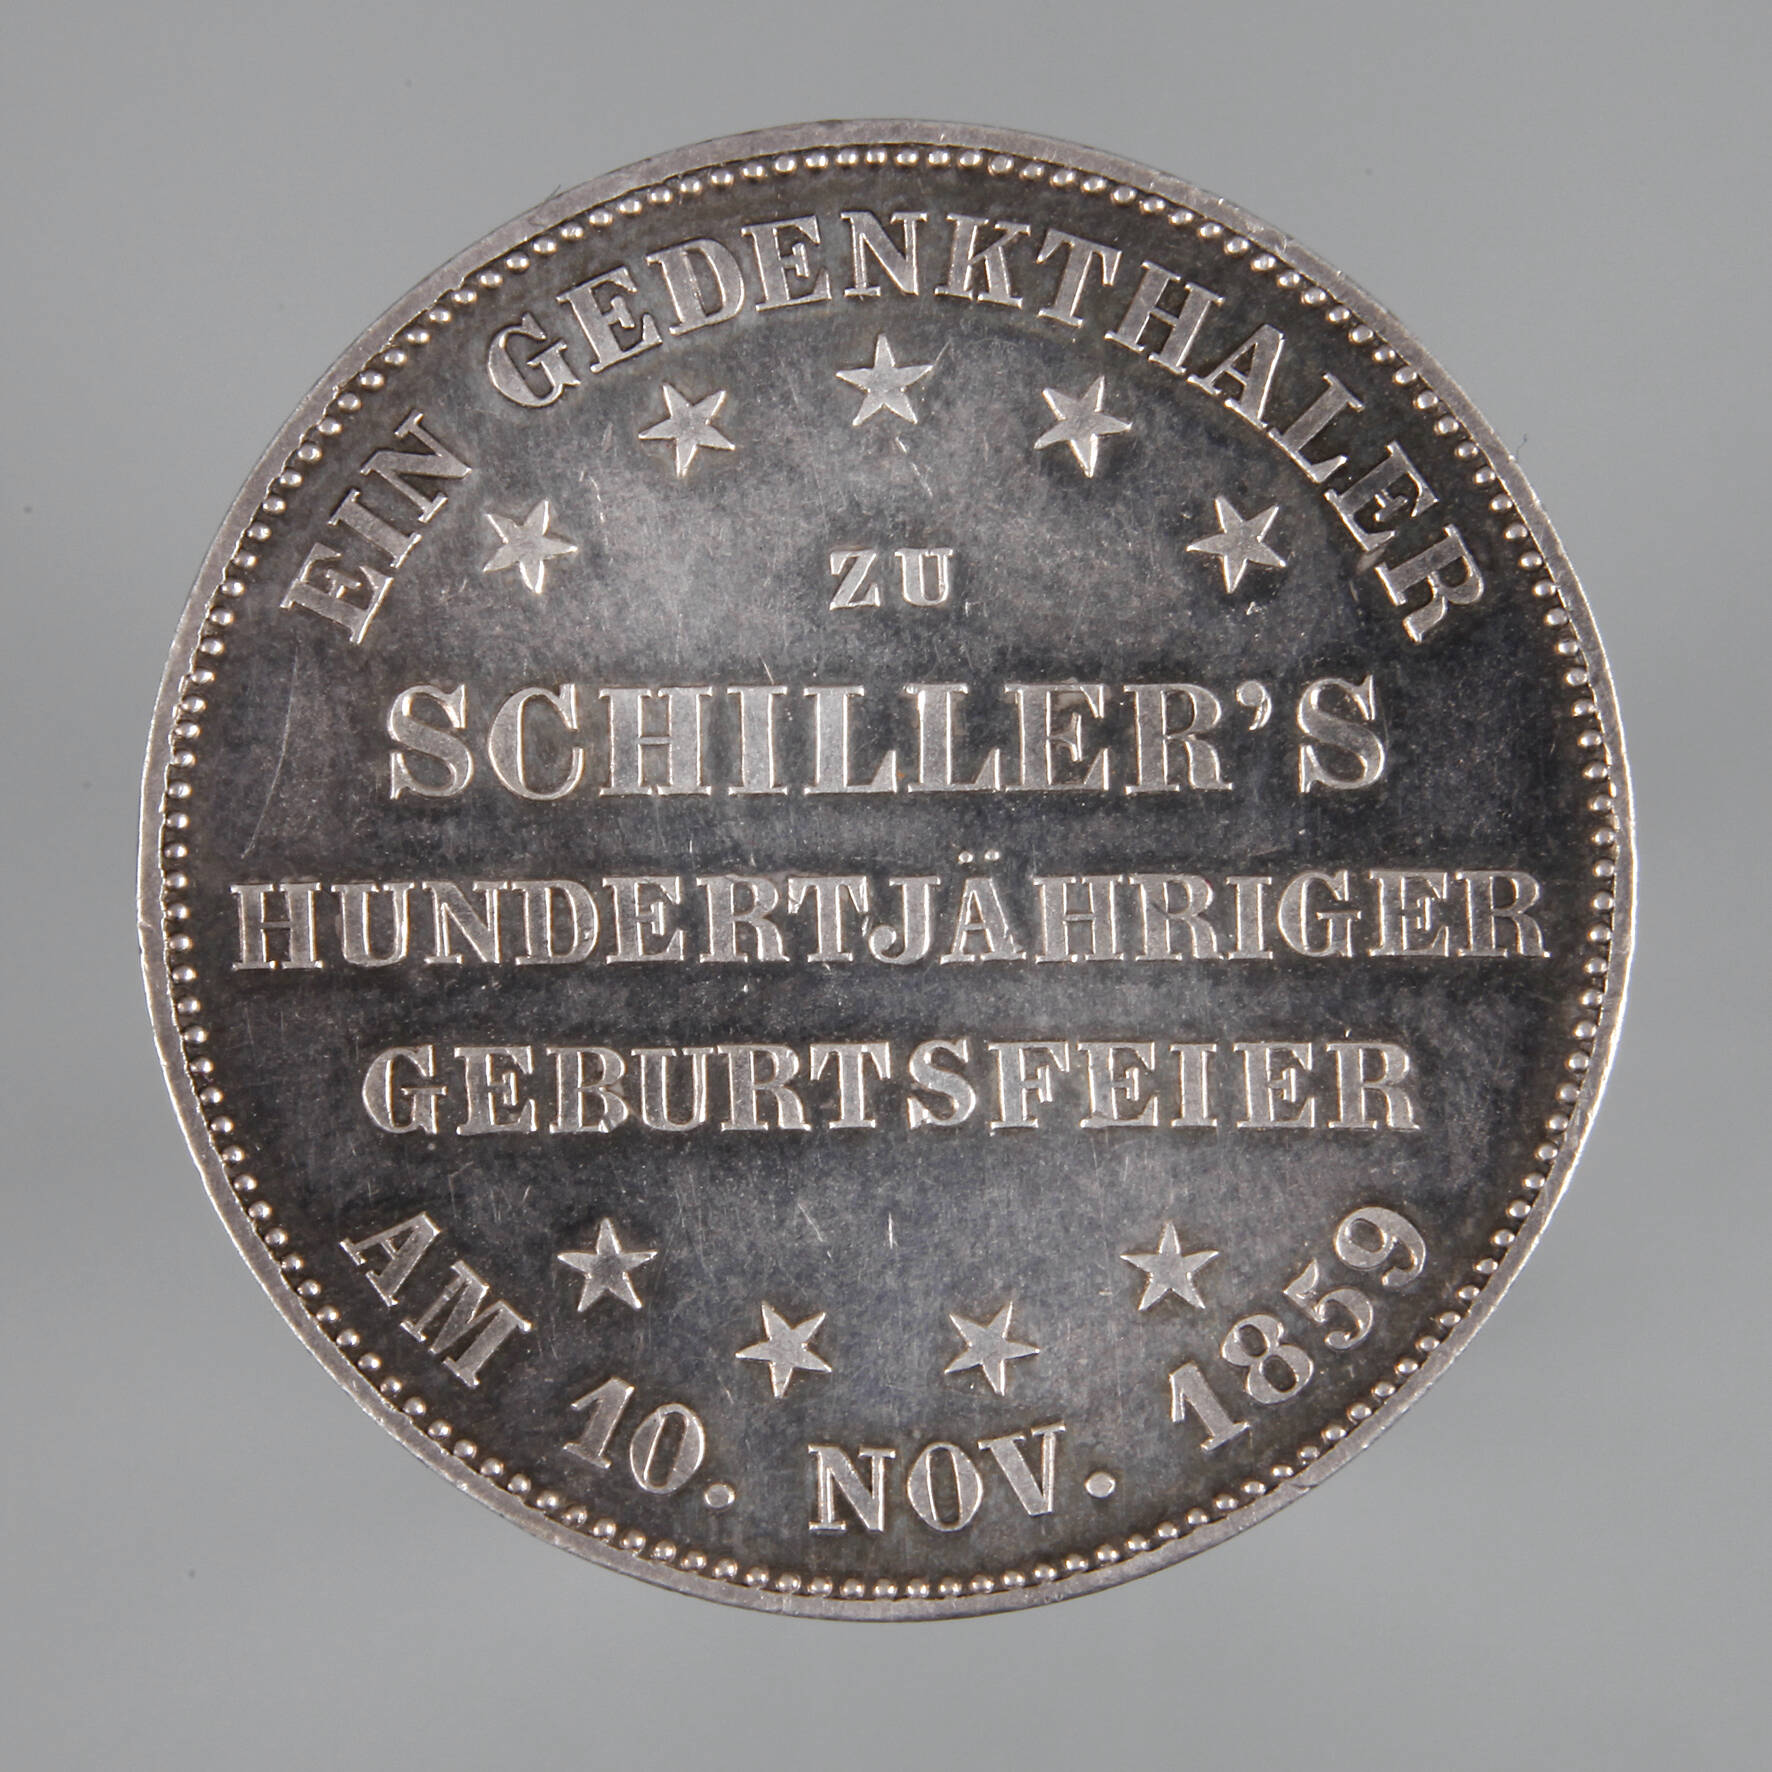 EIN GEDENKTHALER
ZU
SCHILLER'S
HUNDERTJÄHRIGER
GEBURTSFEIER
AM 10. NOV. 1859